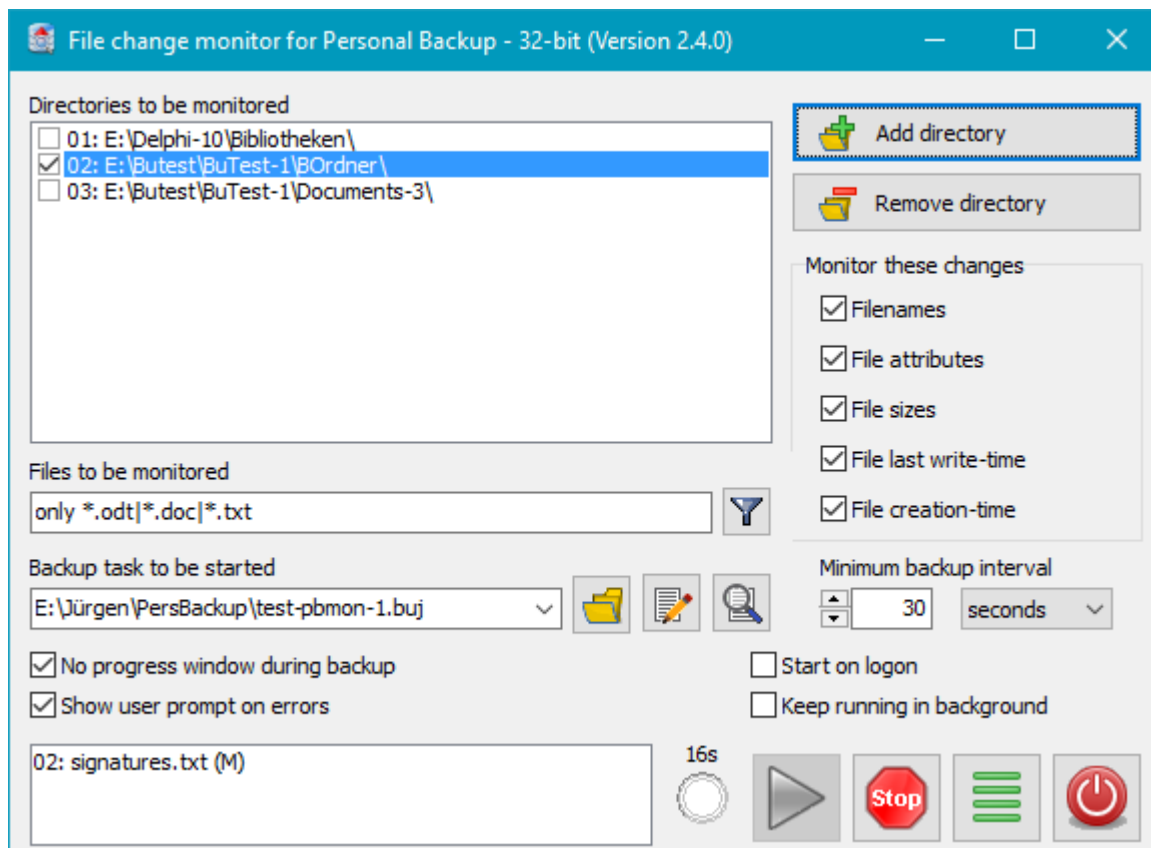 File change monitor for Personal Backup - 32-bit (Version 2.4.0)
Directories to be monitored
01: E:\Delphi-10\Bibliotheken\
02: E:\Butest\BuTest-1\BOrdner\
03: E:\Butest\BuTest-1\Documents-3\
Add directory
Remove directory
Monitor these changes
Filenames
File attributes
File sizes
File last write-time
File creation-time
Files to be monitored
only *.odt|*.doc|*.txt
Backup task to be started
E:\Jürgen\PersBackup\test-pbmon-1.buj
Minimum backup interval
30 seconds
No progress window during backup
Show user prompt on errors
Start on logon
Keep running in background
02: signatures.txt (M)
16s
Stop